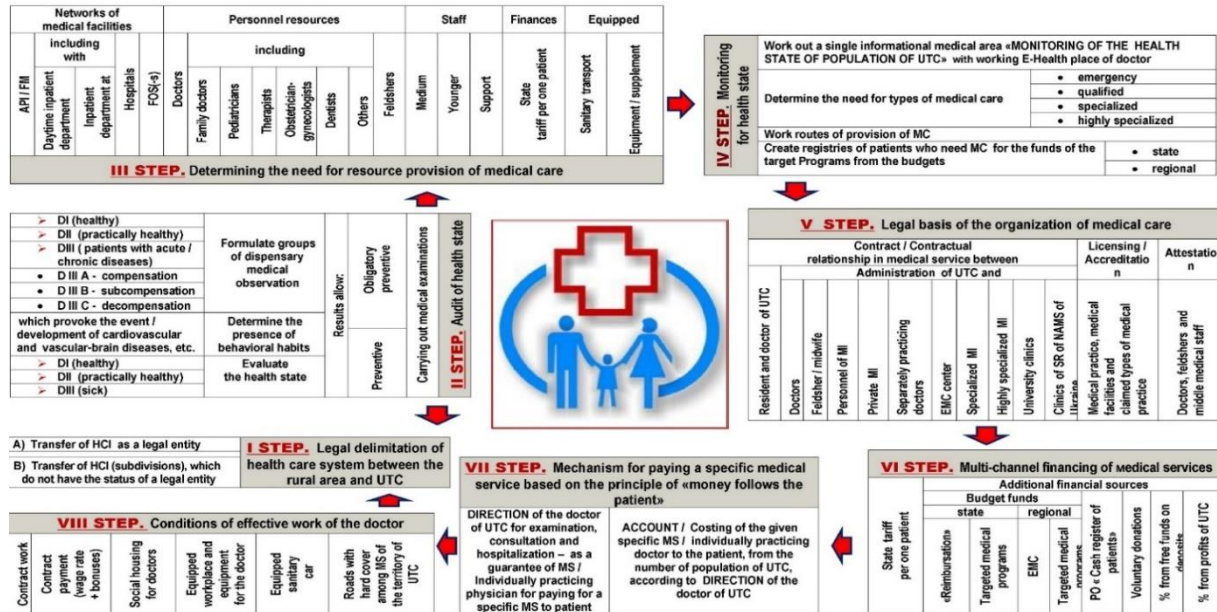 Networks of
medical facilities
Personnel resources
Staff
Finances
Equipped
including
with
including
API / FM
Daytime inpatient
department
Inpatient
department at
Hospitals
FOS(-s)
Doctors
Family doctors
Pediatricians
Therapists
Obstetrician-
gynecologists
Dentists
Others
Feldshers
Medium
Younger
Support
State
tariff per one patient
Sanitary transport
Equipment / supplement
III STEP. Determining the need for resource provision of medical care
IV STEP. Monitoring
for health state
Work out a single informational medical area «MONITORING OF THE HEALTH
STATE OF POPULATION OF UTC» with working E-Health place of doctor
Determine the need for types of medical care
• emergency
• qualified
• specialized
• highly specialized
Work routes of provision of MC
Create registries of patients who need MC for the funds of the
target Programs from the budgets
• state
• regional
DI (healthy)
DII (practically healthy)
DIII ( patients with acute /
chronic diseases)
• D III A - compensation
• D III B - subcompensation
• D III C - decompensation
Formulate groups
of dispensary
medical
observation
which provoke the event /
development of cardiovascular
and vascular-brain diseases, etc.
Determine the
presence of
behavioral habits
DI (healthy)
DII (practically healthy)
DIII (sick)
Evaluate
the health state
Results allow:
Obligatory
preventive
Preventive
Carrying out medical examinations
II STEP. Audit of health state
V STEP. Legal basis of the organization of medical care
Contract / Contractual
relationship in medical service between
Licensing /
Accreditatio
n
Attestatio
n
Administration of UTC and
Resident and doctor of UTC
Doctors
Feldsher / midwife
Personnel of MI
Private MI
Separately practicing
doctors
EMC center
Specialized MI
Highly specialized MI
University clinics
Clinics of SR of NAMS of
Ukraine
Medical practice, medical
facilities and
claimed types of medical
practice
Doctors, feldshers and
middle medical staff
A) Transfer of HCI as a legal entity
B) Transfer of HCI (subdivisions), which
do not have the status of a legal entity
I STEP. Legal delimitation of
health care system between the
rural area and UTC
VII STEP. Mechanism for paying a specific medical
service based on the principle of «money follows the
patient»
DIRECTION of the doctor
of UTC for examination,
consultation and
hospitalization – as a
guarantee of MS /
Individually practicing
physician for paying for a
specific MS to patient
ACCOUNT / Costing of the given
specific MS / individually practicing
doctor to the patient, from the
number of population of UTC,
according to DIRECTION of the
doctor of UTC
VI STEP. Multi-channel financing of Medical services
State tariff
per one patient
Additional financial sources
Budget funds
state
regional
«Reimbursation»
Targeted medical
programs
EMC
Targeted medical
programs
PO « Cash register of
patients»
Voluntary donations
% from free funds on
deposits
% from profits of UTC
VIII STEP. Conditions of effective work of the doctor
Contract work
Contract
payment
(wage rate
+ bonuses)
Social housing
for doctors
Equipped
workplace and
equipment
for the doctor
Equipped
sanitary
car
Roads with
hard cover
among MS of
the territory of
UTC